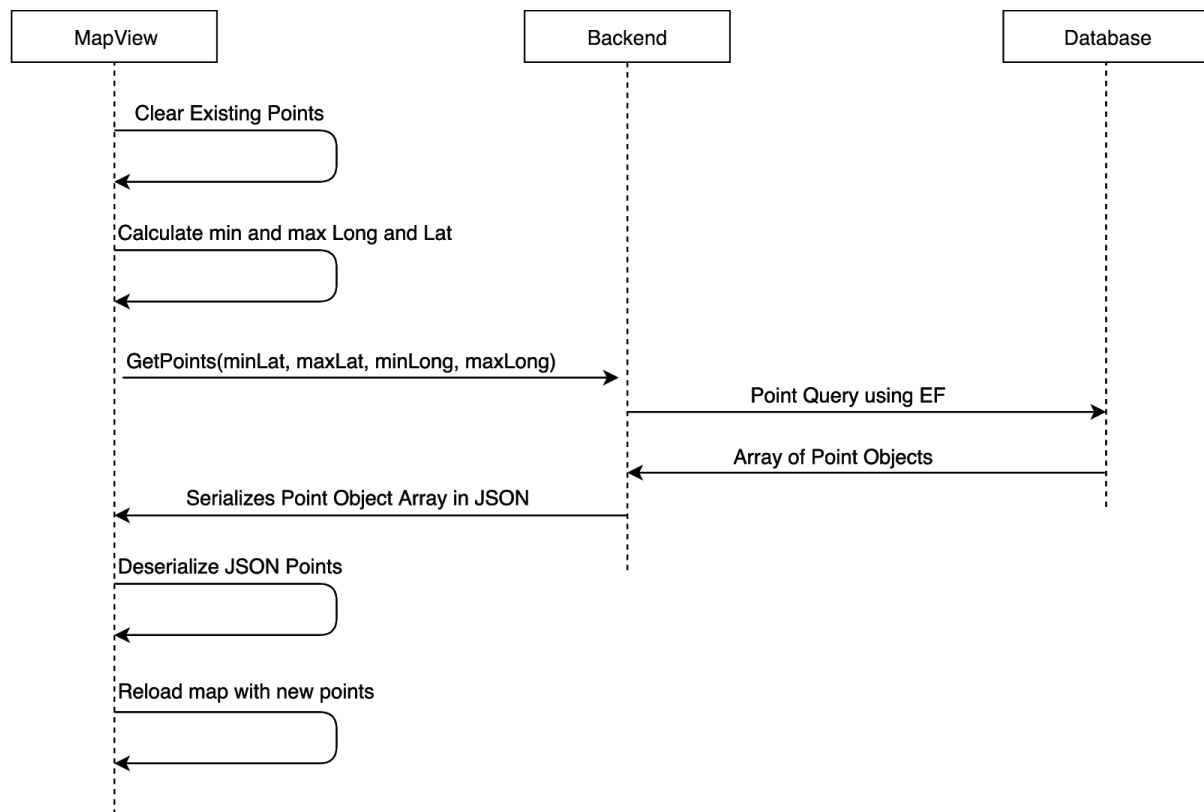 MapView
Backend
Database
Clear Existing Points
Calculate min and max Long and Lat
GetPoints(minLat, maxLat, minLong, maxLong)
Point Query using EF
Array of Point Objects
Serializes Point Object Array in JSON
Deserialize JSON Points
Reload map with new points